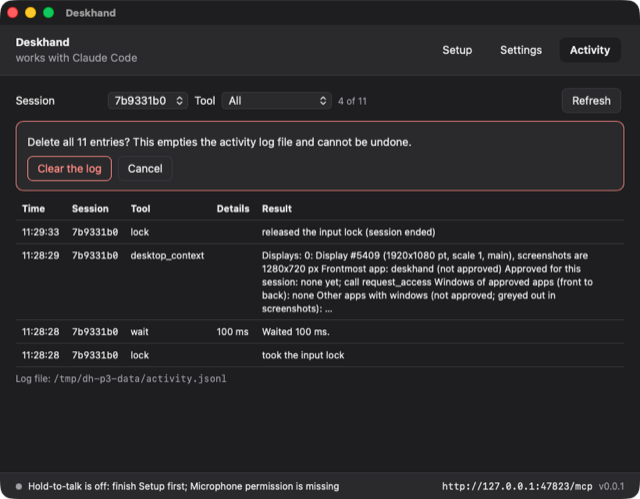 Deskhand
Deskhand
works with Claude Code
Setup Settings Activity
Session 7b9331b0 Tool All 4 of 11 Refresh
Delete all 11 entries? This empties the activity log file and cannot be undone.
Clear the log Cancel
Time Session Tool Details Result
11:29:33 7b9331b0 lock released the input lock (session ended)
11:28:29 7b9331b0 desktop_context Displays: 0: Display #5409 (1920x1080 pt, scale 1, main), screenshots are
1280x720 px Frontmost app: deskhand (not approved) Approved for this
session: none yet; call request_access Windows of approved apps (front to
back): none Other apps with windows (not approved; greyed out in
screenshots): ...
11:28:28 7b9331b0 wait 100 ms Waited 100 ms.
11:28:28 7b9331b0 lock took the input lock
Log file: /tmp/dh-p3-data/activity.jsonl
Hold-to-talk is off: finish Setup first; Microphone permission is missing http://127.0.0.1:47823/mcp v0.0.1